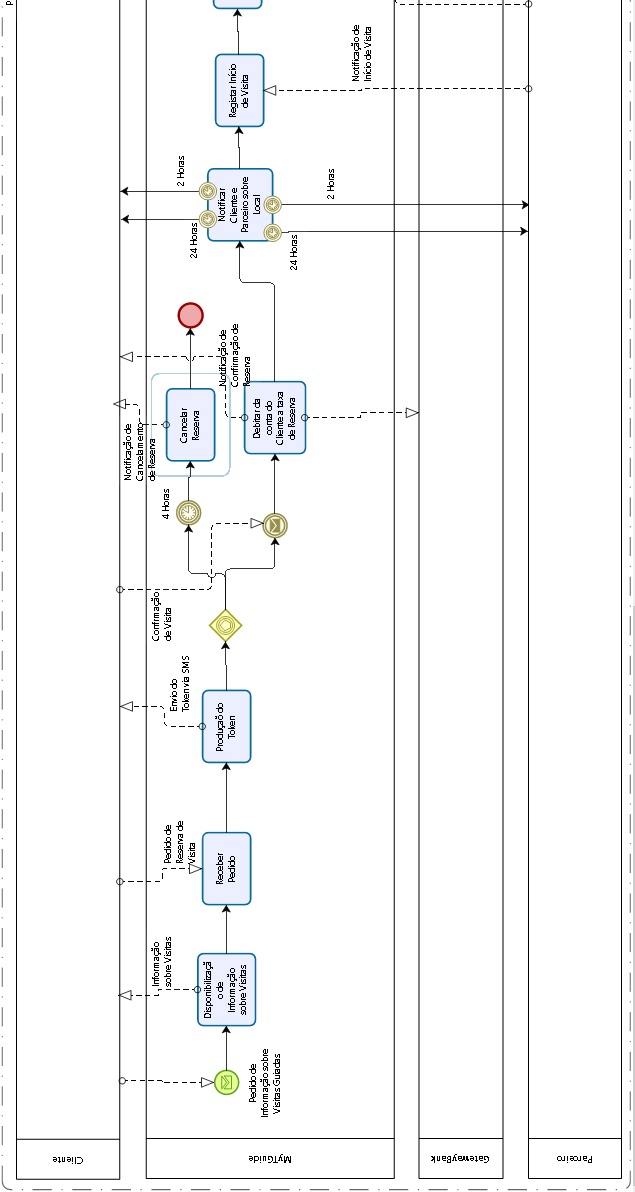 Cliente
MyTGuide
GatewayBank
Parceiro
Pedido de
Informação sobre
Visitas Guiadas
Disponibilizaçã
o de
Informação
sobre Visitas
Informação
sobre Visitas
Receber
Pedido
Pedido de
Reserva de
Visita
Produção do
Token
Envio do
Token via SMS
Confirmação
de Visita
4 Horas
Cancelar
Reserva
Notificação de
Cancelamento
de Reserva
Debitar da
conta do
Cliente a taxa
de Reserva
Notificação de
Confirmação de
Reserva
Notificar
Cliente e
Parceiro sobre
Local
24 Horas
2 Horas
24 Horas
2 Horas
Registar Início
de Visita
Notificação de
Início de Visita